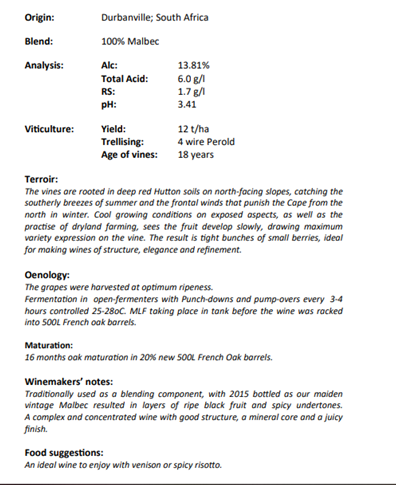 Origin: Durbanville; South Africa
Blend: 100% Malbec
Analysis: Alc: 13.81%
Total Acid: 6.0 g/l
RS: 1.7 g/l
pH: 3.41
Viticulture: Yield: 12 t/ha
Trellising: 4 wire Perold
Age of vines: 18 years
Terroir:
The vines are rooted in deep red Hutton soils on north-facing slopes, catching the
southerly breezes of summer and the frontal winds that punish the Cape from the
north in winter. Cool growing conditions on exposed aspects, as well as the
practise of dryland farming, sees the fruit develop slowly, drawing maximum
variety expression on the vine. The result is tight bunches of small berries, ideal
for making wines of structure, elegance and refinement.
Oenology:
The grapes were harvested at optimum ripeness.
Fermentation in open-fermenters with Punch-downs and pump-overs every 3-4
hours controlled 25-28oC. MLF taking place in tank before the wine was racked
into 500L French oak barrels.
Maturation:
16 months oak maturation in 20% new 500L French Oak barrels.
Winemakers' notes:
Traditionally used as a blending component, with 2015 bottled as our maiden
vintage Malbec resulted in layers of ripe black fruit and spicy undertones.
A complex and concentrated wine with good structure, a mineral core and a juicy
finish.
Food suggestions:
An ideal wine to enjoy with venison or spicy risotto.